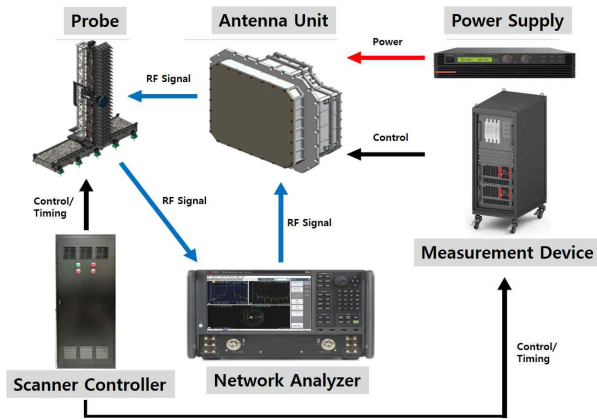 Probe
Antenna Unit
Power Supply
Power
RF Signal
Control
Control/
Timing
RF Signal
RF Signal
Measurement Device
Control/
Timing
Scanner Controller
Network Analyzer